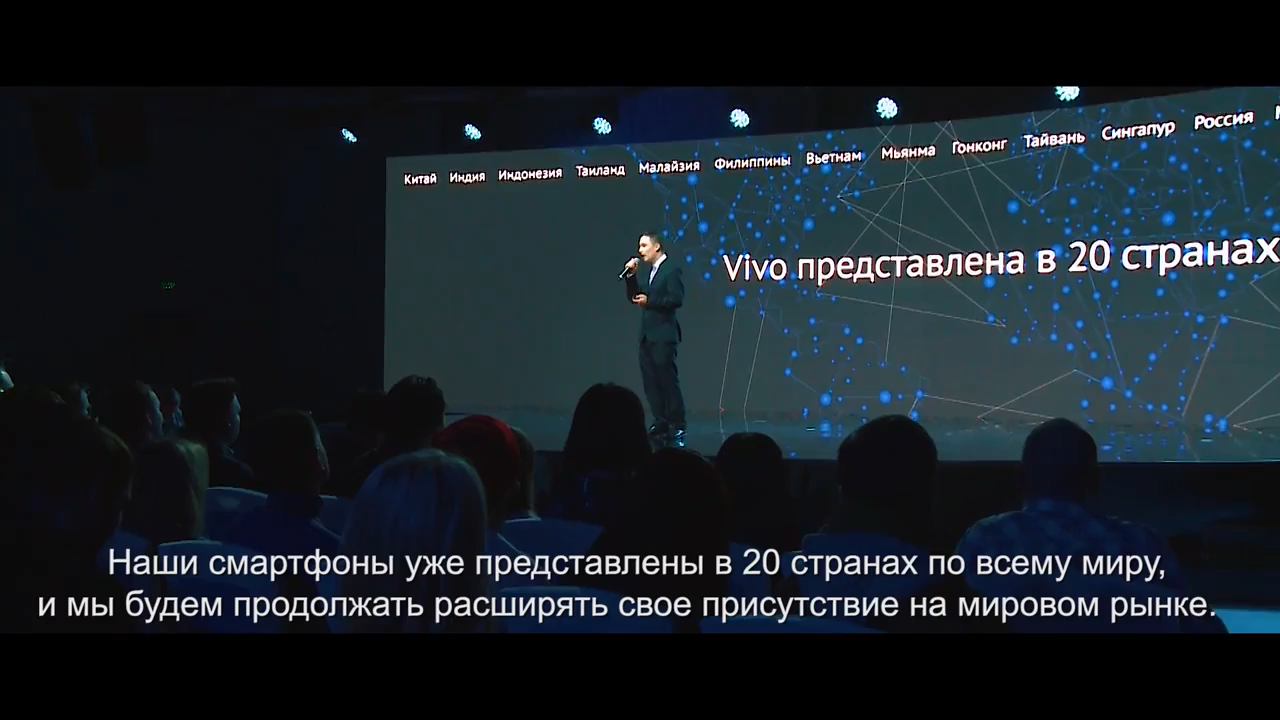 Китай Индия Индонезия Таиланд Малайзия Филиппины Вьетнам Мьянма Гонконг Тайвань Сингапур Россия
Vivo представлена в 20 странах
Наши смартфоны уже представлены в 20 странах по всему миру,
и мы будем продолжать расширять свое присутствие на мировом рынке.